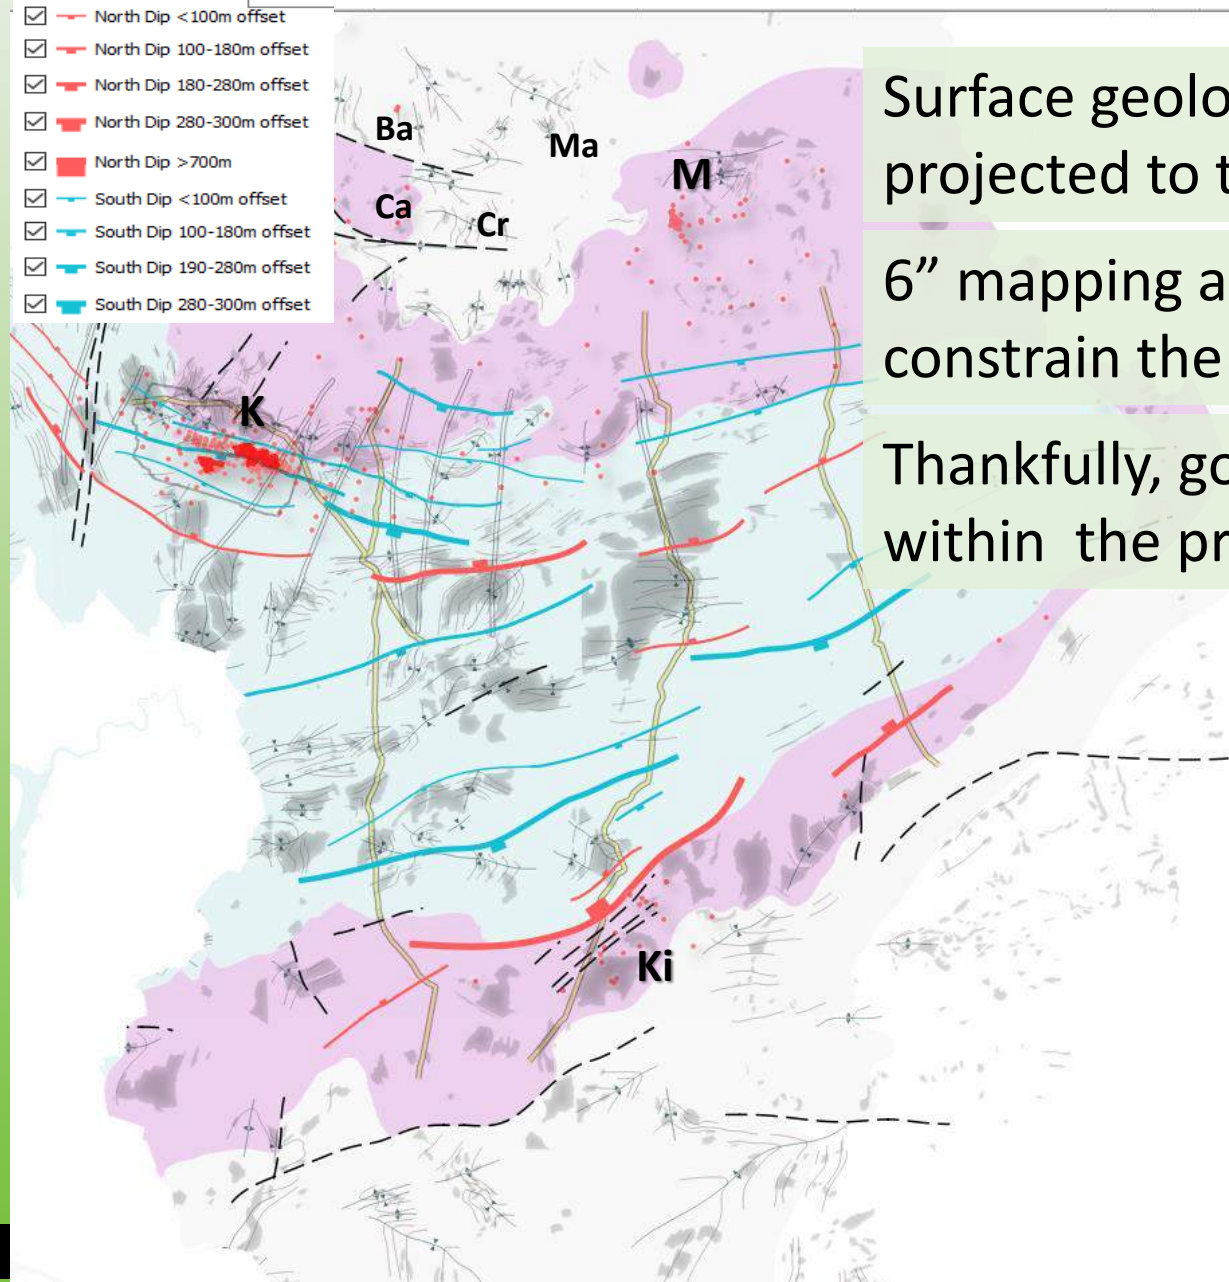 North Dip <100m offset
North Dip 100-180m offset
North Dip 180-280m offset
North Dip 280-300m offset
North Dip >700m
South Dip <100m offset
South Dip 100-180m offset
South Dip 190-280m offset
South Dip 280-300m offset
Ba
Ma
M
Ca
Cr
K
Ki
Surface geolo
projected to t
6” mapping a
constrain the
Thankfully, go
within the pr